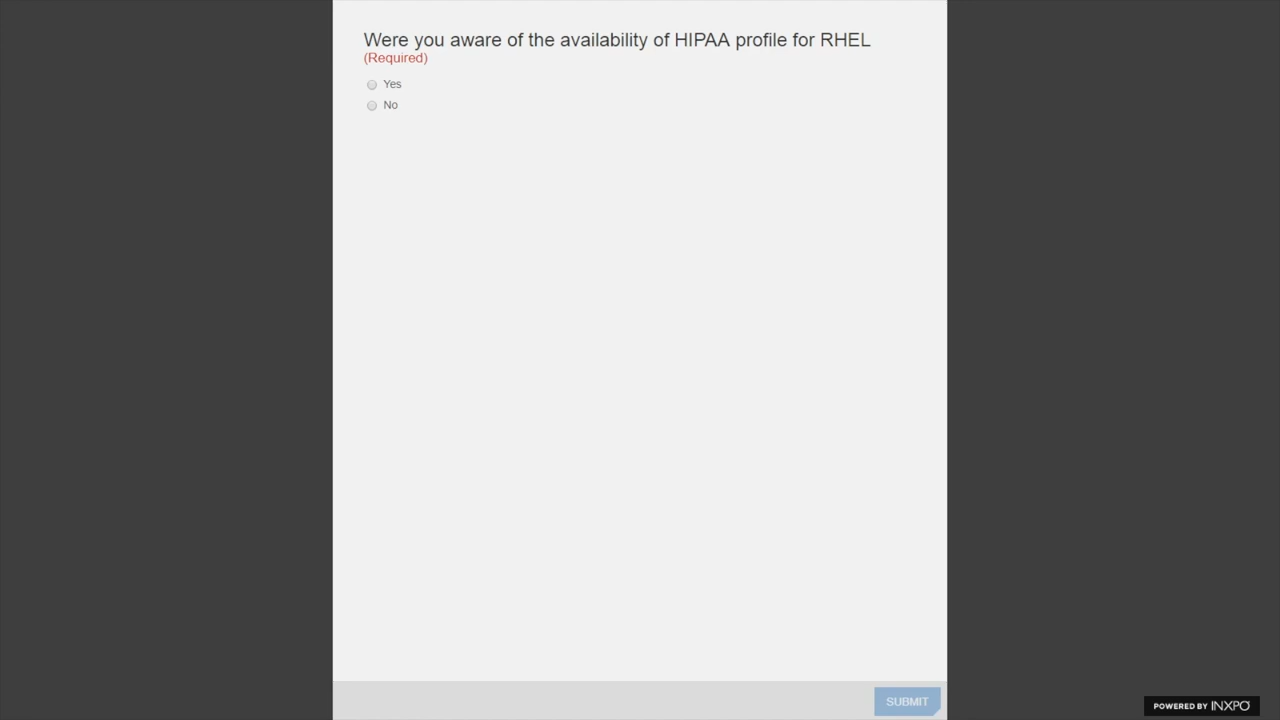 Were you aware of the availability of HIPAA profile for RHEL
(Required)
Yes
No
SUBMIT
POWERED BY INXPO